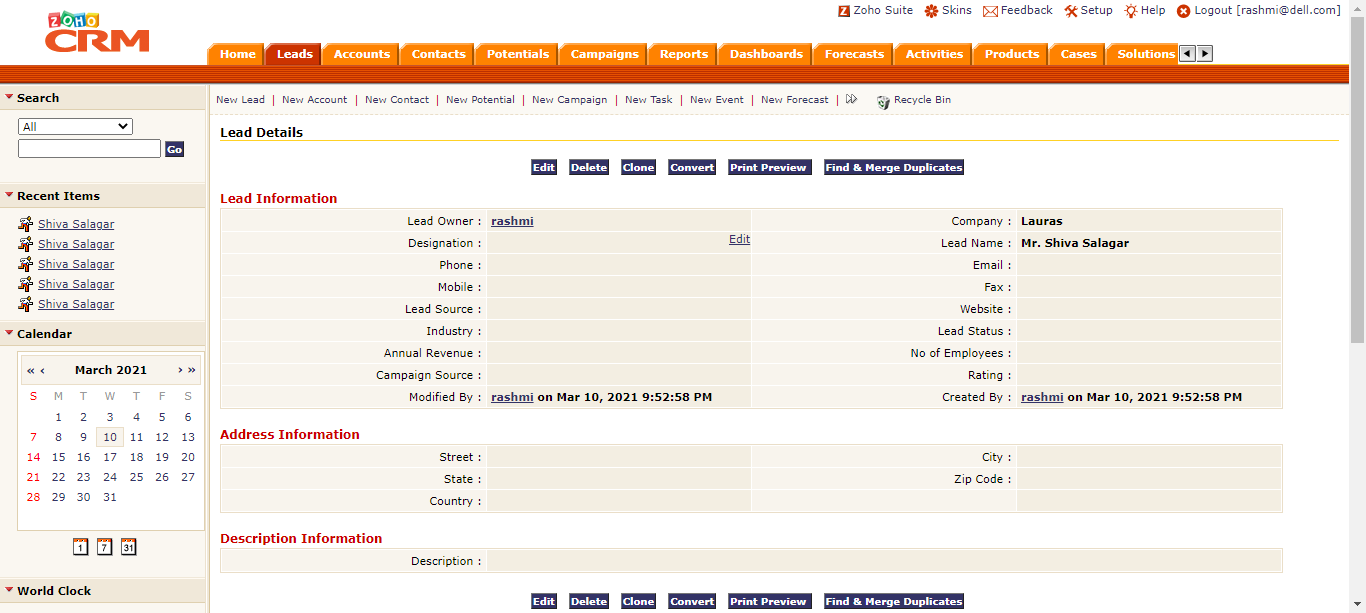 Zoho Suite Skins Feedback Setup Help Logout [rashmi@dell.com]
ZOHO
CRM
Home Leads Accounts Contacts Potentials Campaigns Reports Dashboards Forecasts Activities Products Cases Solutions
Search
All
Go
Recent Items
Shiva Salagar
Shiva Salagar
Shiva Salagar
Shiva Salagar
Shiva Salagar
Calendar
« ‹ March 2021 › »
S M T W T F S
1 2 3 4 5 6
7 8 9 10 11 12 13
14 15 16 17 18 19 20
21 22 23 24 25 26 27
28 29 30 31
1 7 31
World Clock
New Lead | New Account | New Contact | New Potential | New Campaign | New Task | New Event | New Forecast | Recycle Bin
Lead Details
Edit Delete Clone Convert Print Preview Find & Merge Duplicates
Lead Information
Lead Owner : rashmi Company : Lauras
Designation : Edit Lead Name : Mr. Shiva Salagar
Phone : Email :
Mobile : Fax :
Lead Source : Website :
Industry : Lead Status :
Annual Revenue : No of Employees :
Campaign Source : Rating :
Modified By : rashmi on Mar 10, 2021 9:52:58 PM Created By : rashmi on Mar 10, 2021 9:52:58 PM
Address Information
Street : City :
State : Zip Code :
Country :
Description Information
Description :
Edit Delete Clone Convert Print Preview Find & Merge Duplicates